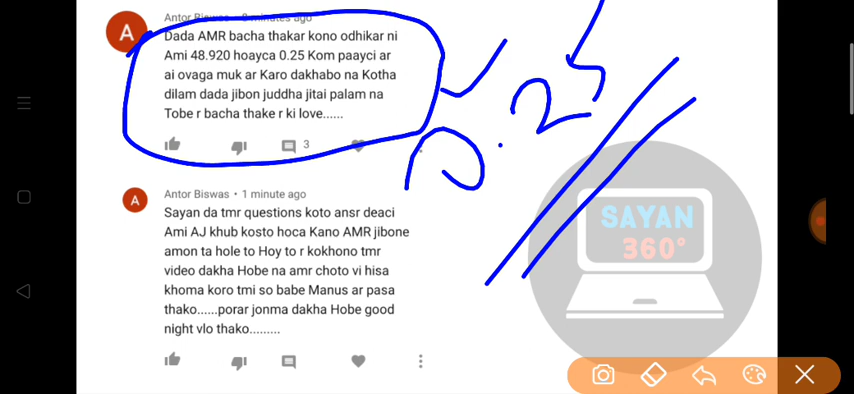 A
Antor Biswas
minutes ago
Dada AMR bacha thakar kono odhikar ni
Ami 48.920 hoayca 0.25 Kom paayci ar
ai ovaga muk ar Karo dakhabo na Kotha
dilam dada jibon juddha jitai palam na
Tobe r bacha thake r ki love......
3
0.25
A
Antor Biswas • 1 minute ago
Sayan da tmr questions koto ansr deaci
Ami AJ khub kosto hoca Kano AMR jibone
amon ta hole to Hoy to r kokhono tmr
video dakha Hobe na amr choto vi hisa
khoma koro tmi so babe Manus ar pasa
thako......porar jonma dakha Hobe good
night vlo thako.........
SAYAN
360°